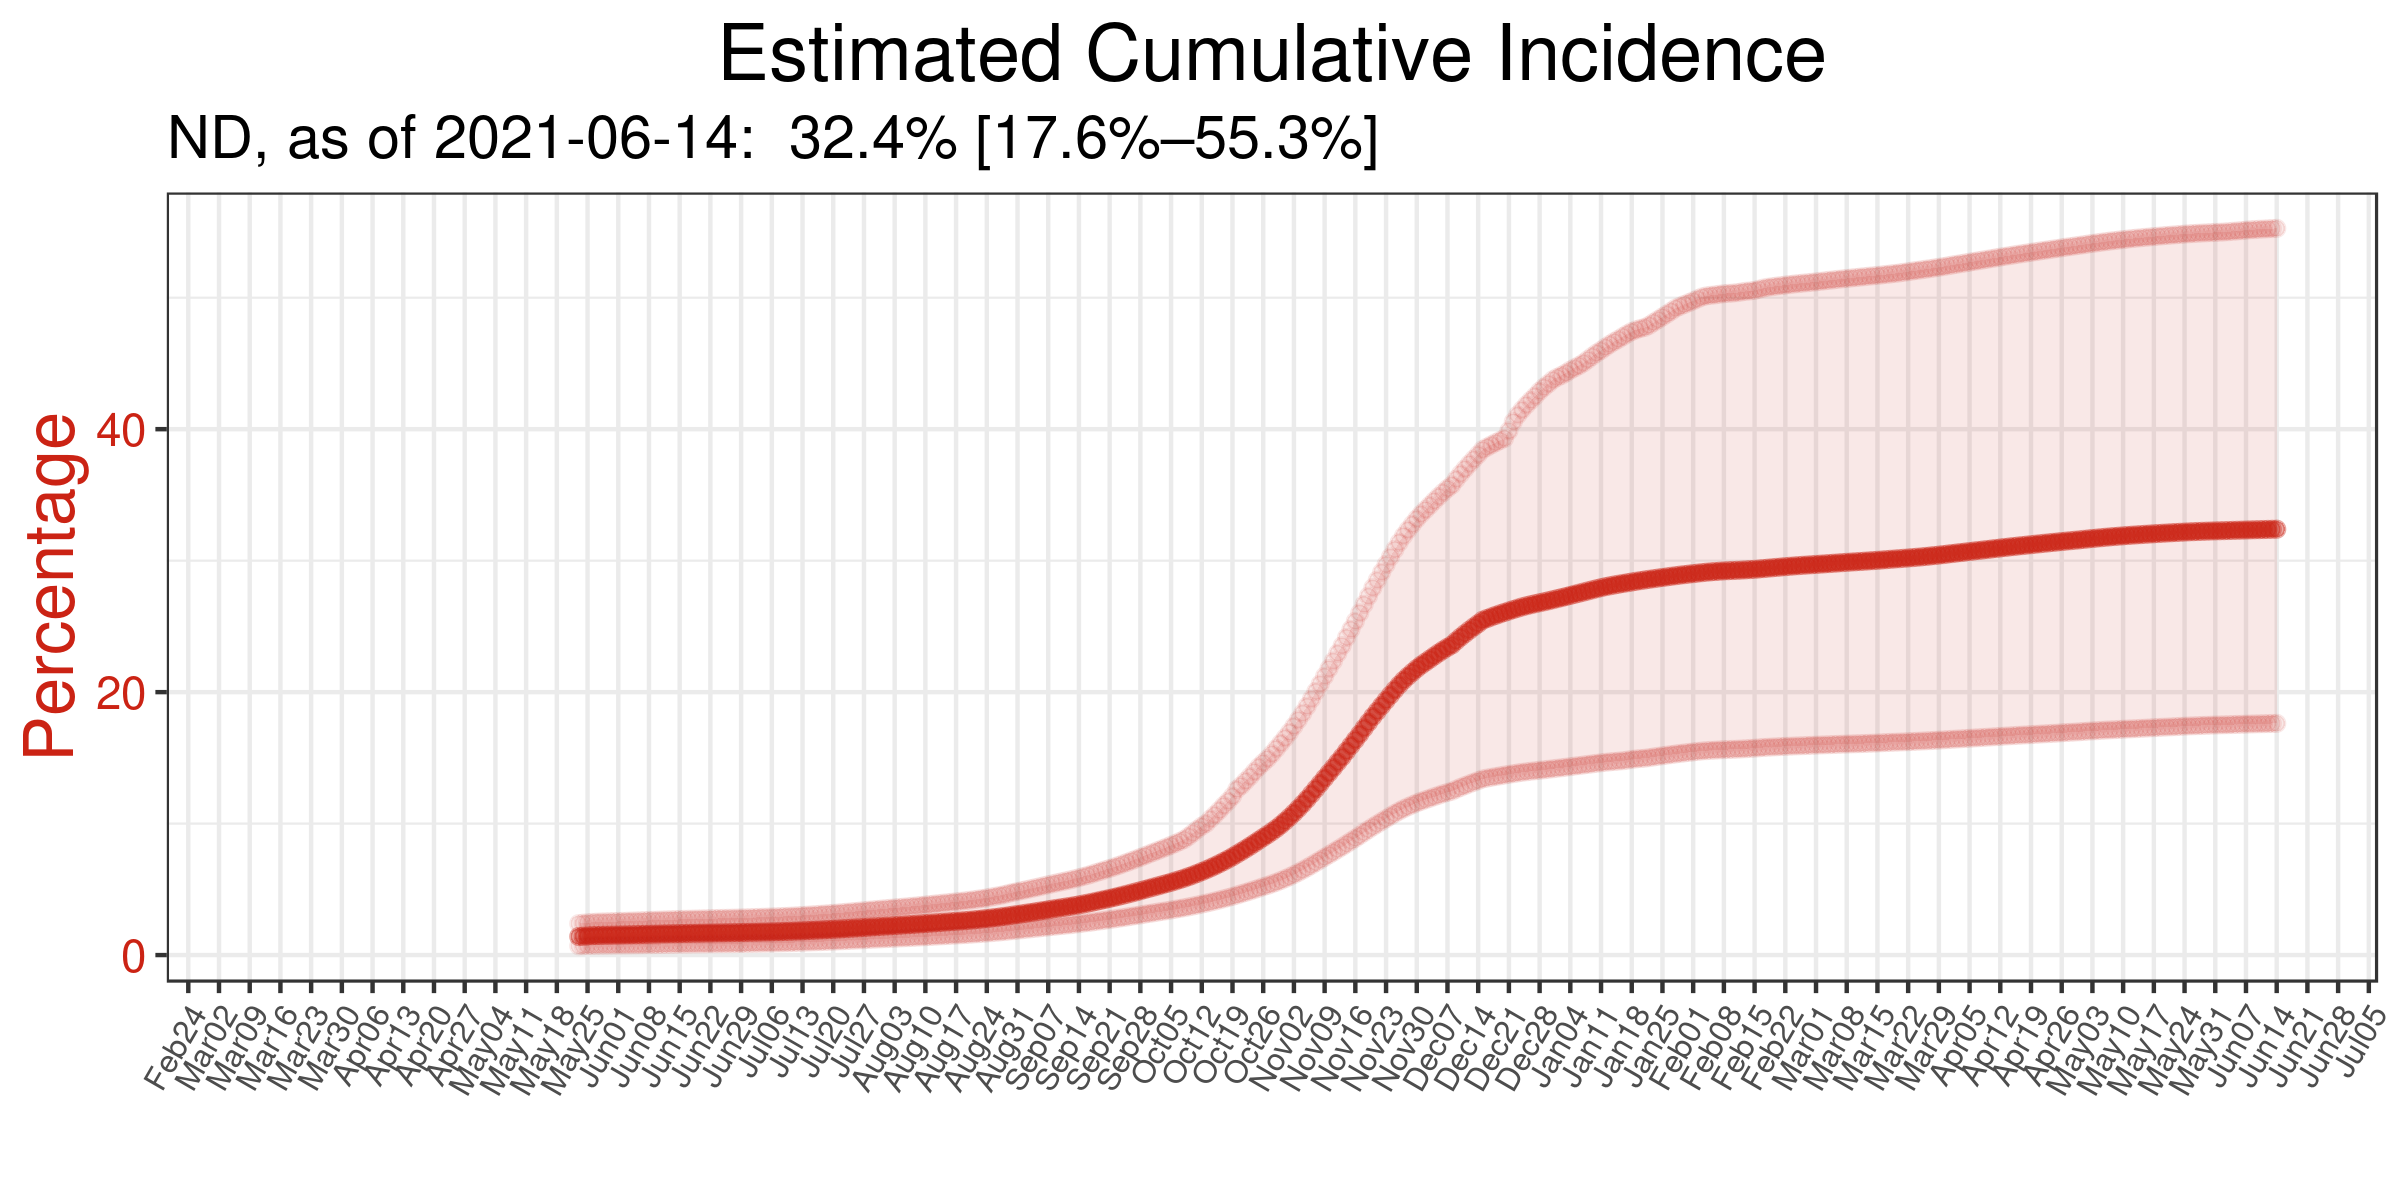 Estimated Cumulative Incidence
ND, as of 2021-06-14:  32.4% [17.6%–55.3%]
Percentage
40
20
0
Feb24
Mar02
Mar09
Mar16
Mar23
Mar30
Apr06
Apr13
Apr20
Apr27
May04
May11
May18
May25
Jun01
Jun08
Jun15
Jun22
Jun29
Jul06
Jul13
Jul20
Jul27
Aug03
Aug10
Aug17
Aug24
Aug31
Sep07
Sep14
Sep21
Sep28
Oct05
Oct12
Oct19
Oct26
Nov02
Nov09
Nov16
Nov23
Nov30
Dec07
Dec14
Dec21
Dec28
Jan04
Jan11
Jan18
Jan25
Feb01
Feb08
Feb15
Feb22
Mar01
Mar08
Mar15
Mar22
Mar29
Apr05
Apr12
Apr19
Apr26
May03
May10
May17
May24
May31
Jun07
Jun14
Jun21
Jun28
Jul05